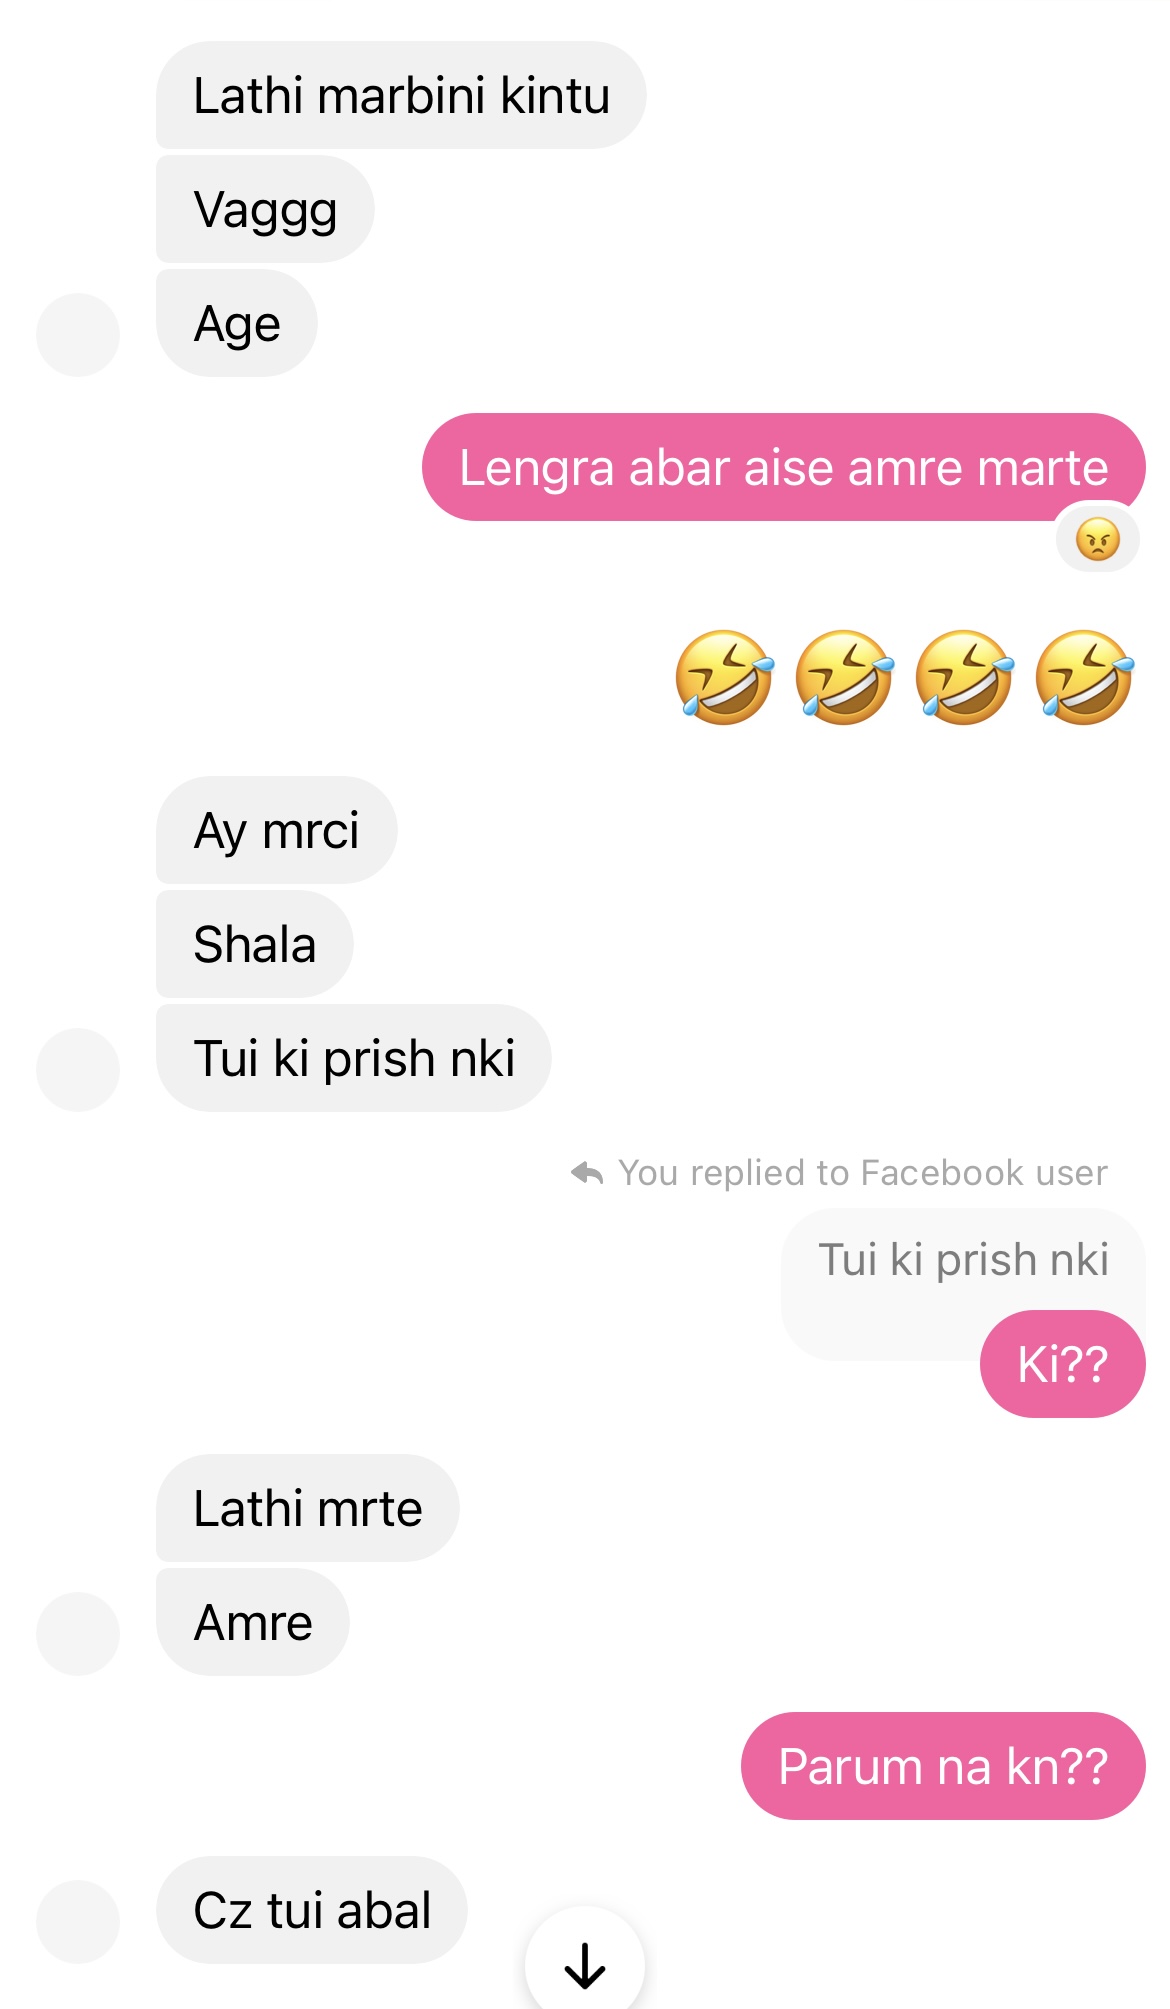 Lathi marbini kintu
Vaggg
Age
Lengra abar aise amre marte
😠
🤣🤣🤣🤣
Ay mrci
Shala
Tui ki prish nki
You replied to Facebook user
Tui ki prish nki
Ki??
Lathi mrte
Amre
Parum na kn??
Cz tui abal